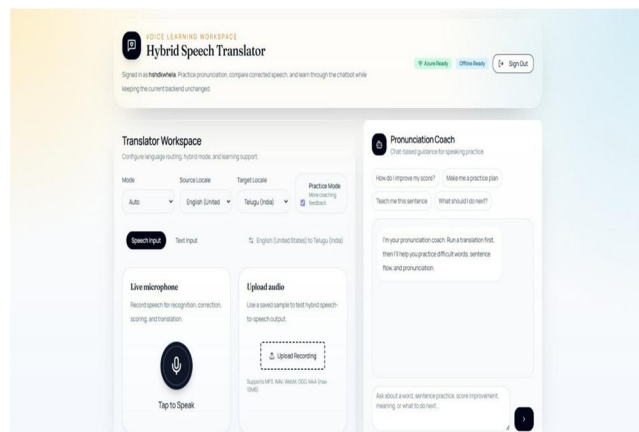 VOICE LEARNING WORKSPACE
Hybrid Speech Translator
Signed in as hshdkwhela. Practice pronunciation, compare corrected speech, and learn through the chatbot while
keeping the current backend unchanged.
Azure Ready
Offline Ready
Sign Out
Translator Workspace
Configure language routing, hybrid mode, and learning support.
Mode
Source Locale
Target Locale
Auto
English (United
Telugu (India)
Practice Mode
More coaching
feedback
Speech Input
Text Input
English (United States) to Telugu (India)
Live microphone
Record speech for recognition, correction,
scoring, and translation.
Tap to Speak
Upload audio
Use a saved sample to test hybrid speech-
to-speech output.
Upload Recording
Supports MP3, WAV, WebM, OGG, M4A (max
10MB)
Pronunciation Coach
Chat-based guidance for speaking practice
How do I improve my score?
Make me a practice plan
Teach me this sentence
What should I do next?
I'm your pronunciation coach. Run a translation first,
then I'll help you practice difficult words, sentence
flow, and pronunciation.
Ask about a word, sentence practice, score improvement,
meaning, or what to do next...